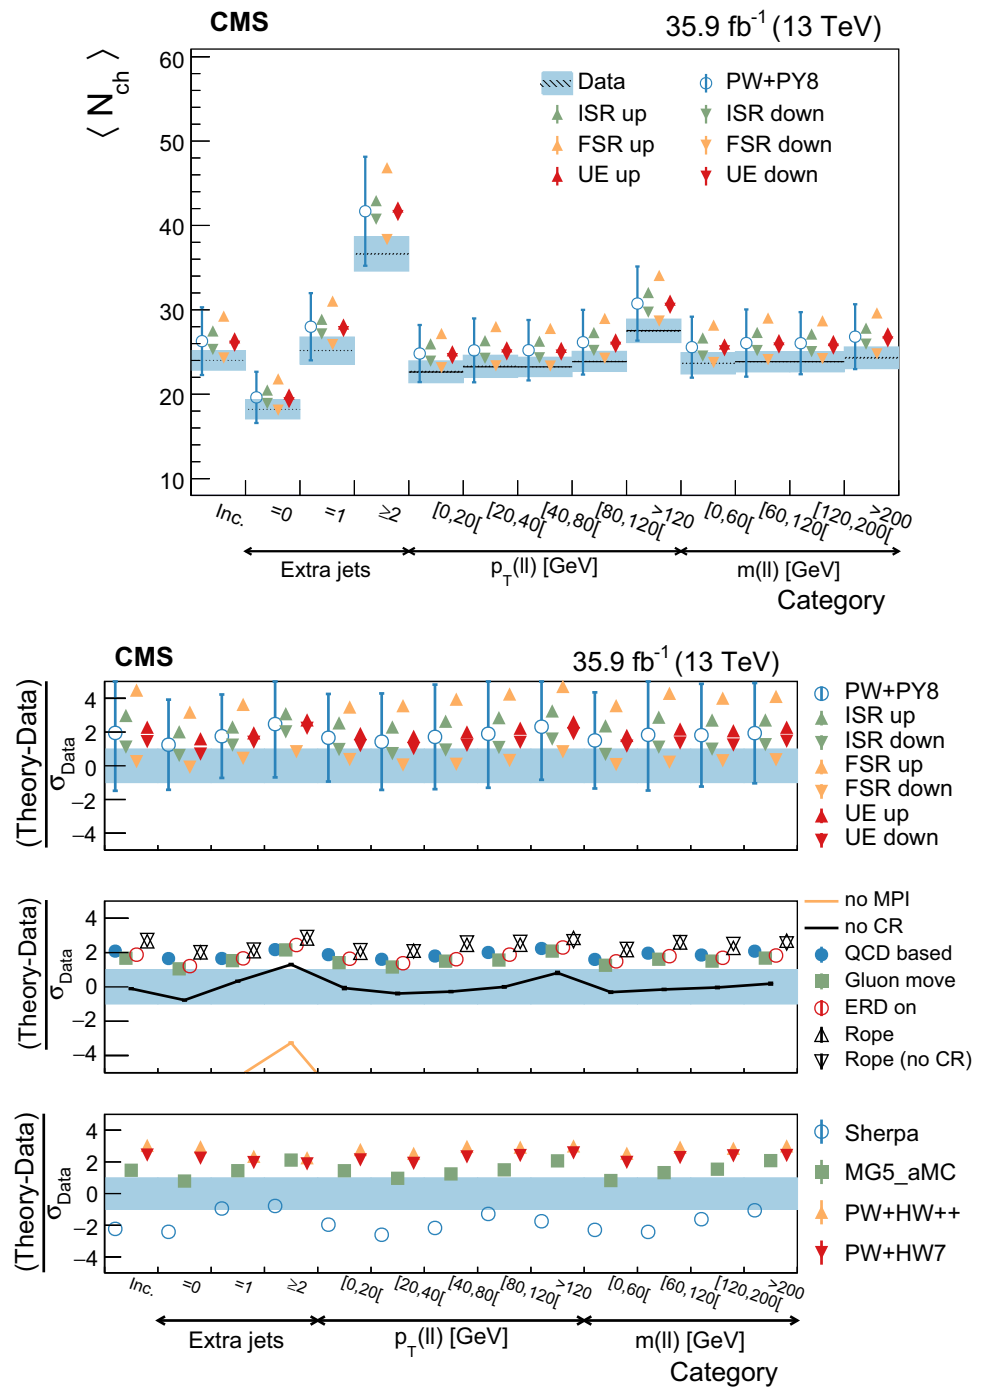 CMS 35.9 fb⁻¹ (13 TeV)
⟨ N_ch ⟩
60
50
40
30
20
10
Data PW+PY8
ISR up ISR down
FSR up FSR down
UE up UE down
Inc. =0 =1 ≥2 [0,20[ [20,40[ [40,80[ [80,120[ >120 [0,60[ [60,120[ [120,200[ >200
Extra jets p_T(ll) [GeV] m(ll) [GeV]
Category
CMS 35.9 fb⁻¹ (13 TeV)
(Theory-Data)
σ_Data
4
2
0
−2
−4
PW+PY8
ISR up
ISR down
FSR up
FSR down
UE up
UE down
(Theory-Data)
σ_Data
4
2
0
−2
−4
no MPI
no CR
QCD based
Gluon move
ERD on
Rope
Rope (no CR)
(Theory-Data)
σ_Data
4
2
0
−2
−4
Sherpa
MG5_aMC
PW+HW++
PW+HW7
Inc. =0 =1 ≥2 [0,20[ [20,40[ [40,80[ [80,120[ >120 [0,60[ [60,120[ [120,200[ >200
Extra jets p_T(ll) [GeV] m(ll) [GeV]
Category